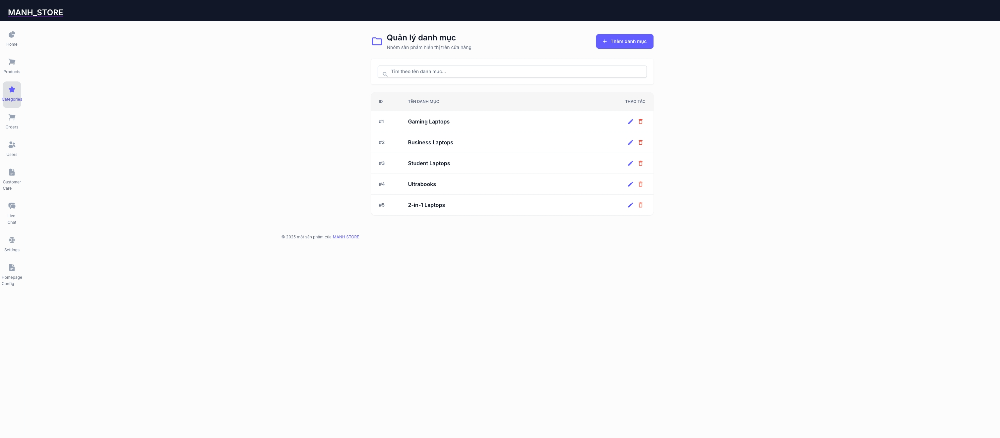 MANH_STORE
Home
Products
Categories
Orders
Users
Customer
Care
Live
Chat
Settings
Homepage
Config
Quản lý danh mục
Nhóm sản phẩm hiển thị trên cửa hàng
Thêm danh mục
Tìm theo tên danh mục...
ID TÊN DANH MỤC THAO TÁC
#1 Gaming Laptops
#2 Business Laptops
#3 Student Laptops
#4 Ultrabooks
#5 2-in-1 Laptops
© 2025 một sản phẩm của MANH STORE